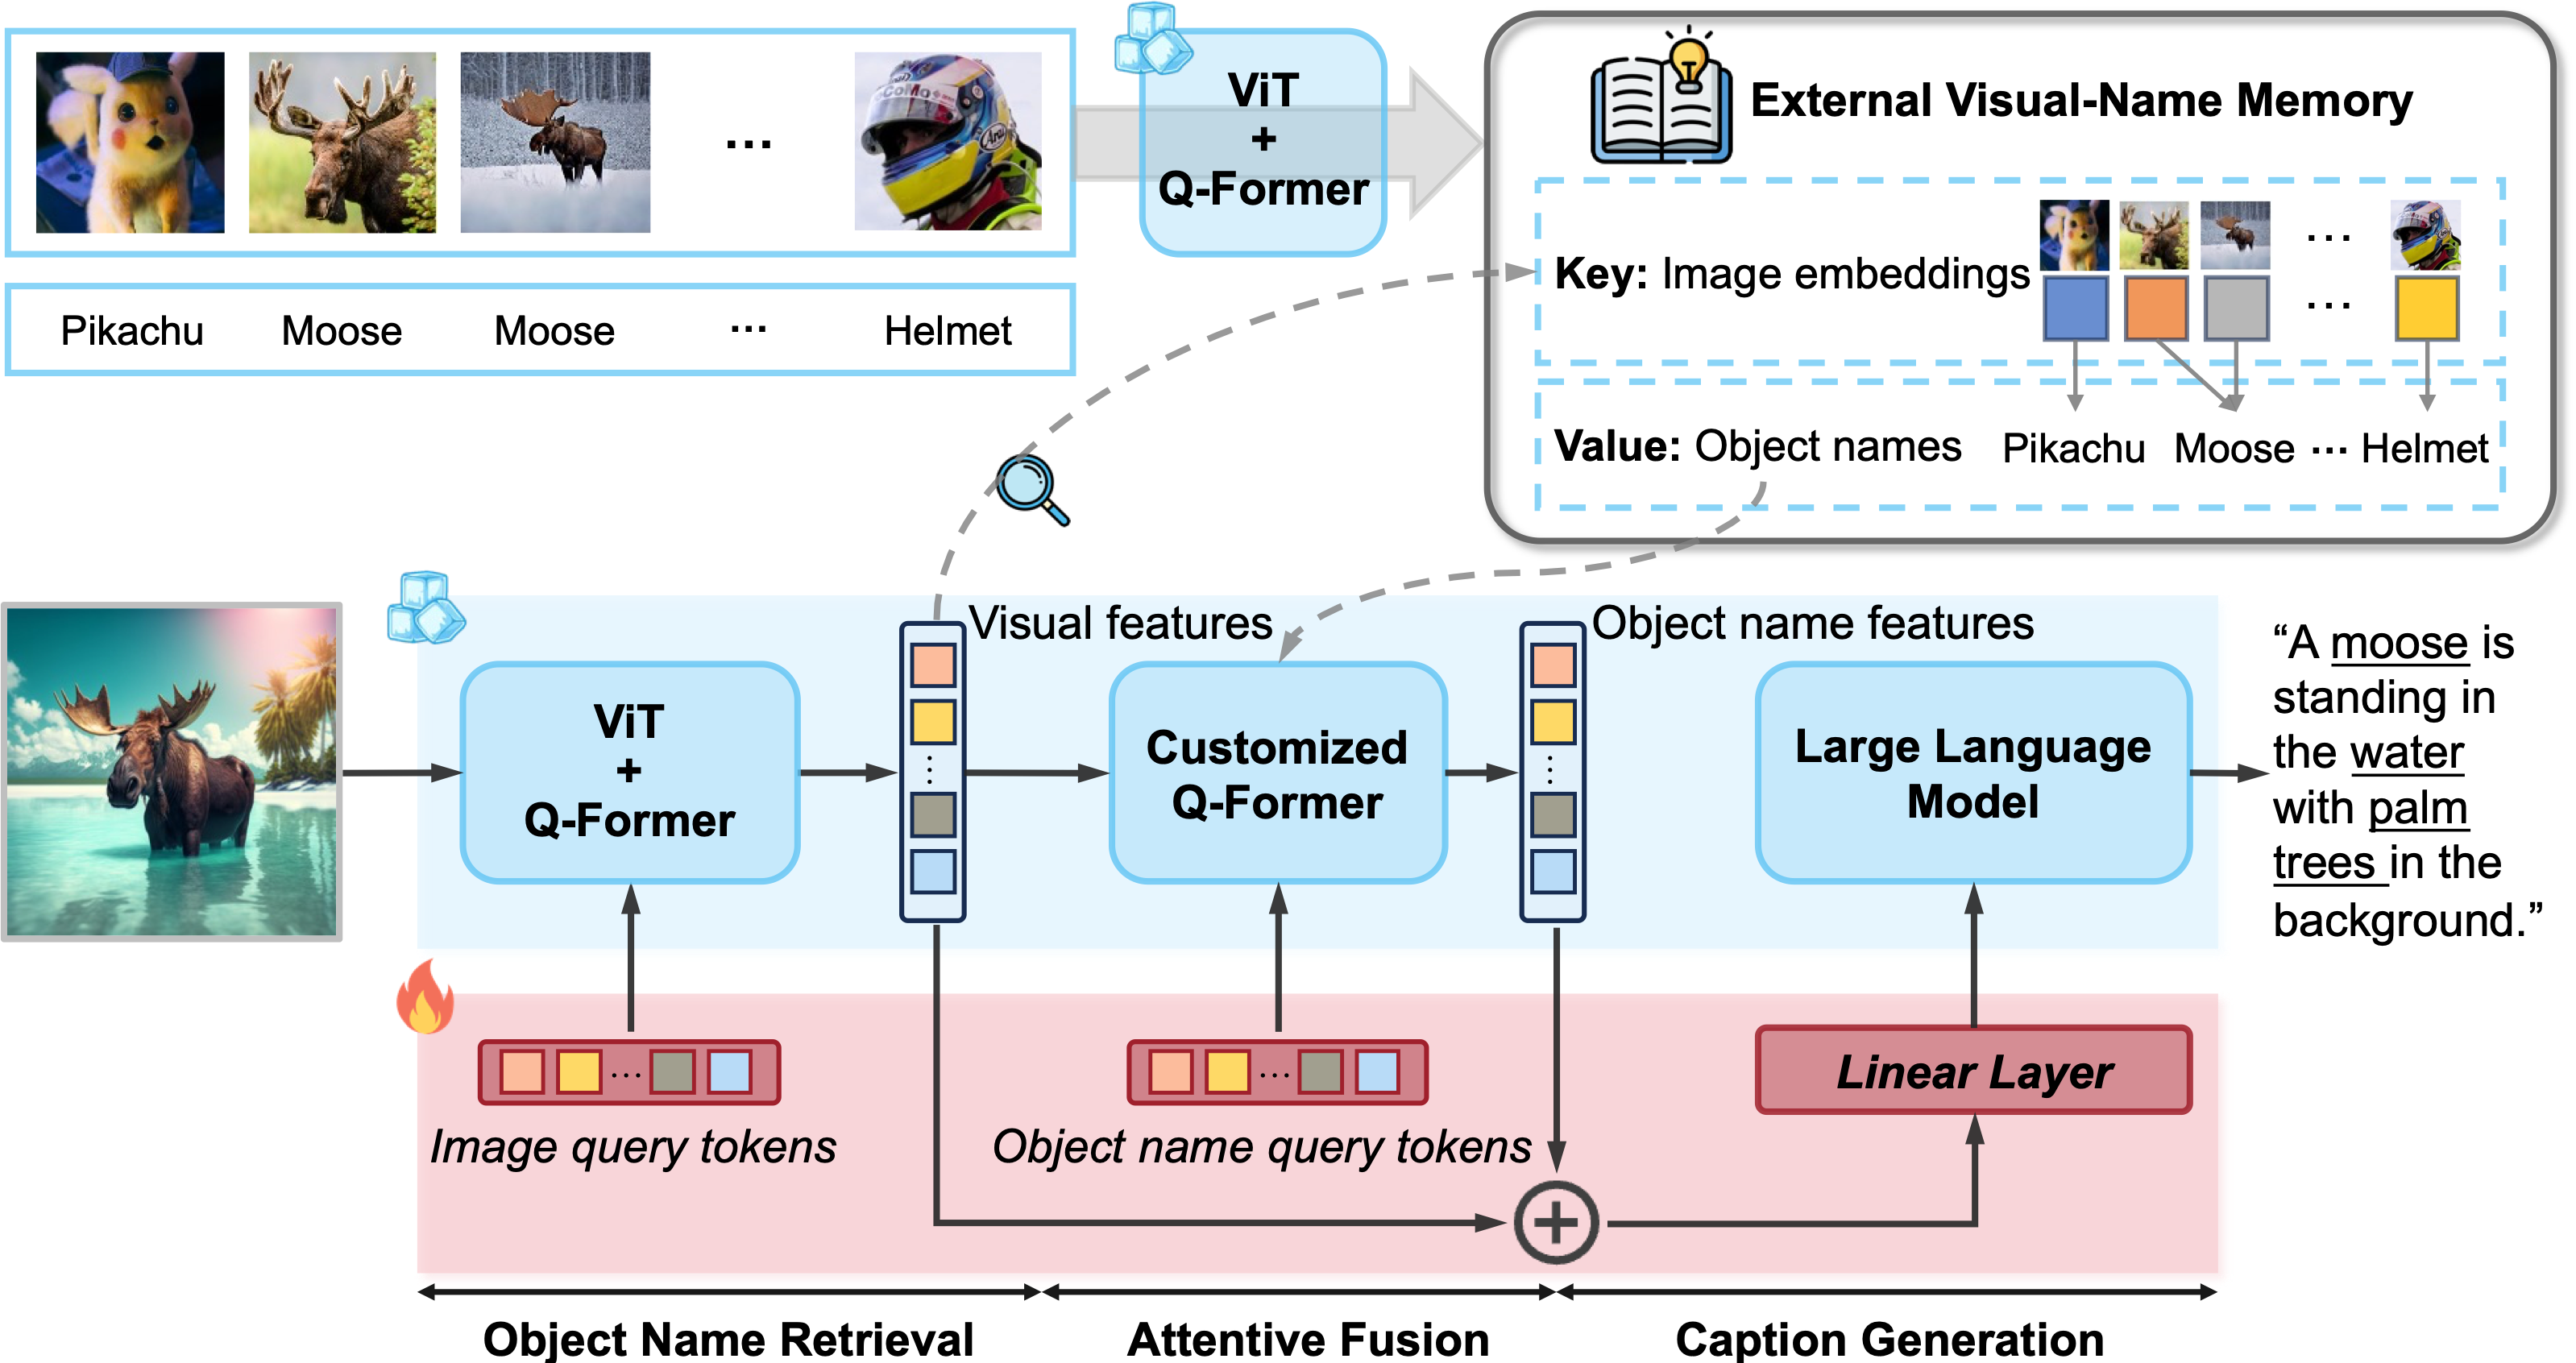 ViT
+
Q-Former
External Visual-Name Memory
Pikachu Moose Moose ... Helmet
Key: Image embeddings ...
...
Value: Object names Pikachu Moose ... Helmet
Visual features
Object name features
ViT
+
Q-Former
Customized
Q-Former
Large Language
Model
“A moose is
standing in
the water
with palm
trees in the
background.”
Image query tokens
Object name query tokens
Linear Layer
Object Name Retrieval
Attentive Fusion
Caption Generation